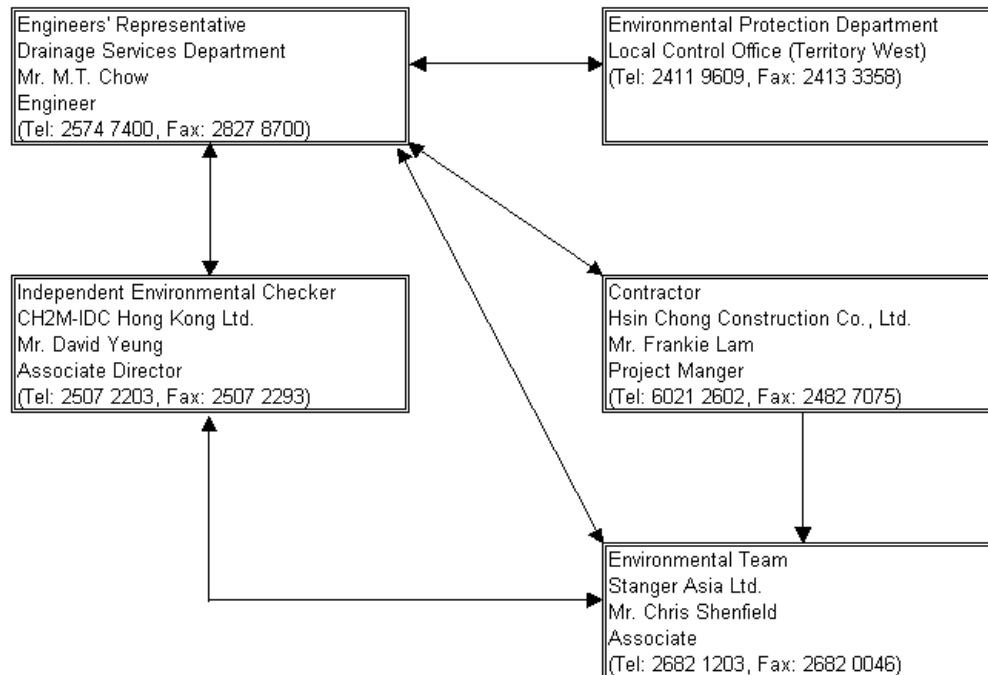 Engineers' Representative
Drainage Services Department
Mr. M.T. Chow
Engineer
(Tel: 2574 7400, Fax: 2827 8700)
Environmental Protection Department
Local Control Office (Territory West)
(Tel: 2411 9609, Fax: 2413 3358)
Independent Environmental Checker
CH2M-IDC Hong Kong Ltd.
Mr. David Yeung
Associate Director
(Tel: 2507 2203, Fax: 2507 2293)
Contractor
Hsin Chong Construction Co., Ltd.
Mr. Frankie Lam
Project Manger
(Tel: 6021 2602, Fax: 2482 7075)
Environmental Team
Stanger Asia Ltd.
Mr. Chris Shenfield
Associate
(Tel: 2682 1203, Fax: 2682 0046)